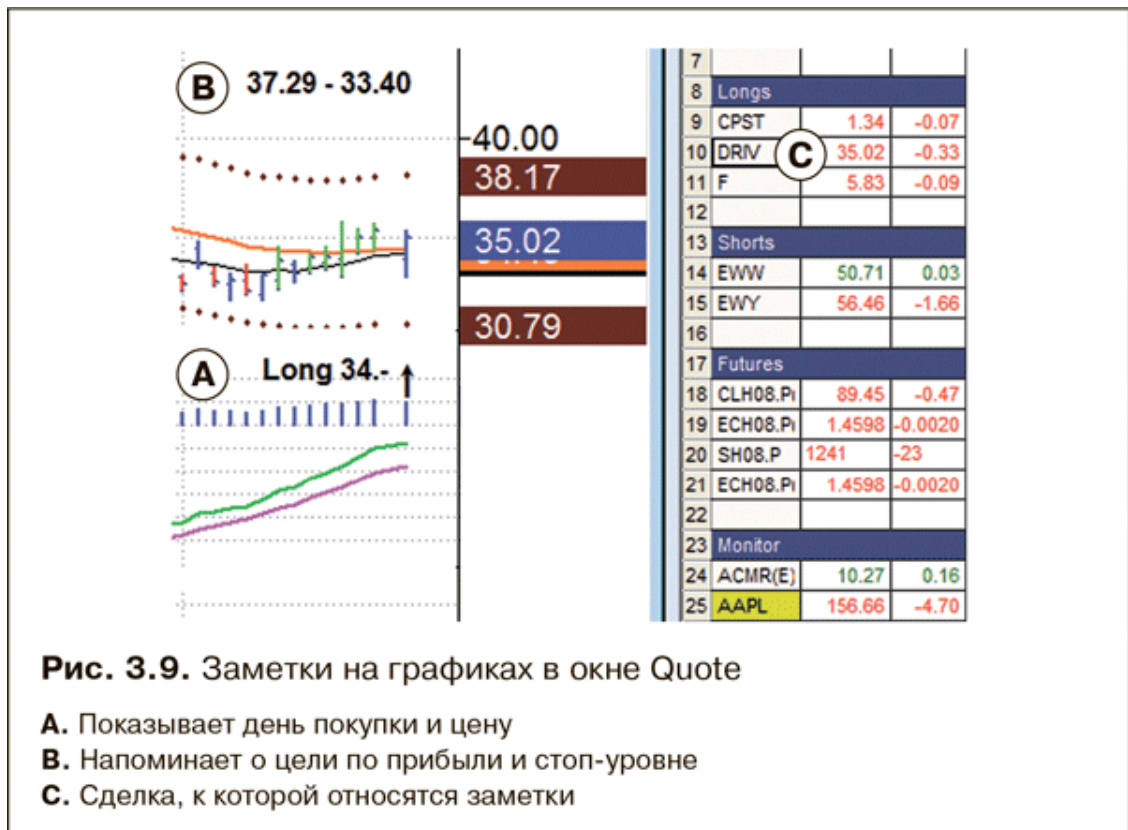 B 37.29 - 33.40
40.00
38.17
35.02
30.79
A Long 34.-
7
8 Longs
9 CPST 1.34 -0.07
10 DRIV C 35.02 -0.33
11 F 5.83 -0.09
12
13 Shorts
14 EWW 50.71 0.03
15 EWY 56.46 -1.66
16
17 Futures
18 CLH08.P 89.45 -0.47
19 ECH08.P 1.4598 -0.0020
20 SH08.P 1241 -23
21 ECH08.P 1.4598 -0.0020
22
23 Monitor
24 ACMR(E) 10.27 0.16
25 AAPL 156.66 -4.70
Рис. 3.9. Заметки на графиках в окне Quote
A. Показывает день покупки и цену
B. Напоминает о цели по прибыли и стоп-уровне
C. Сделка, к которой относятся заметки